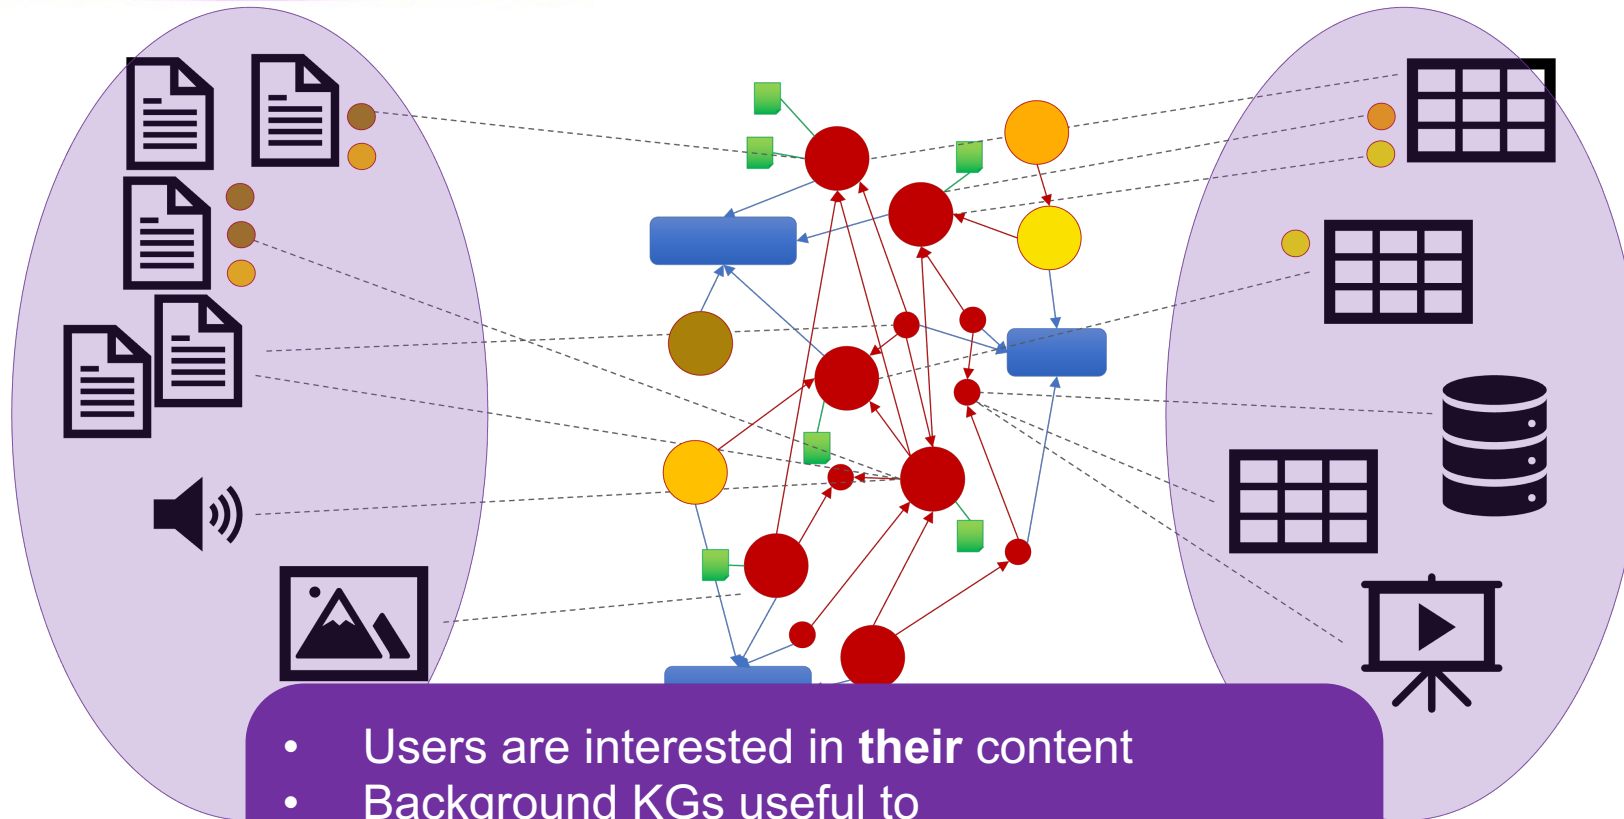 • Users are interested in their content
• Background KGs useful to